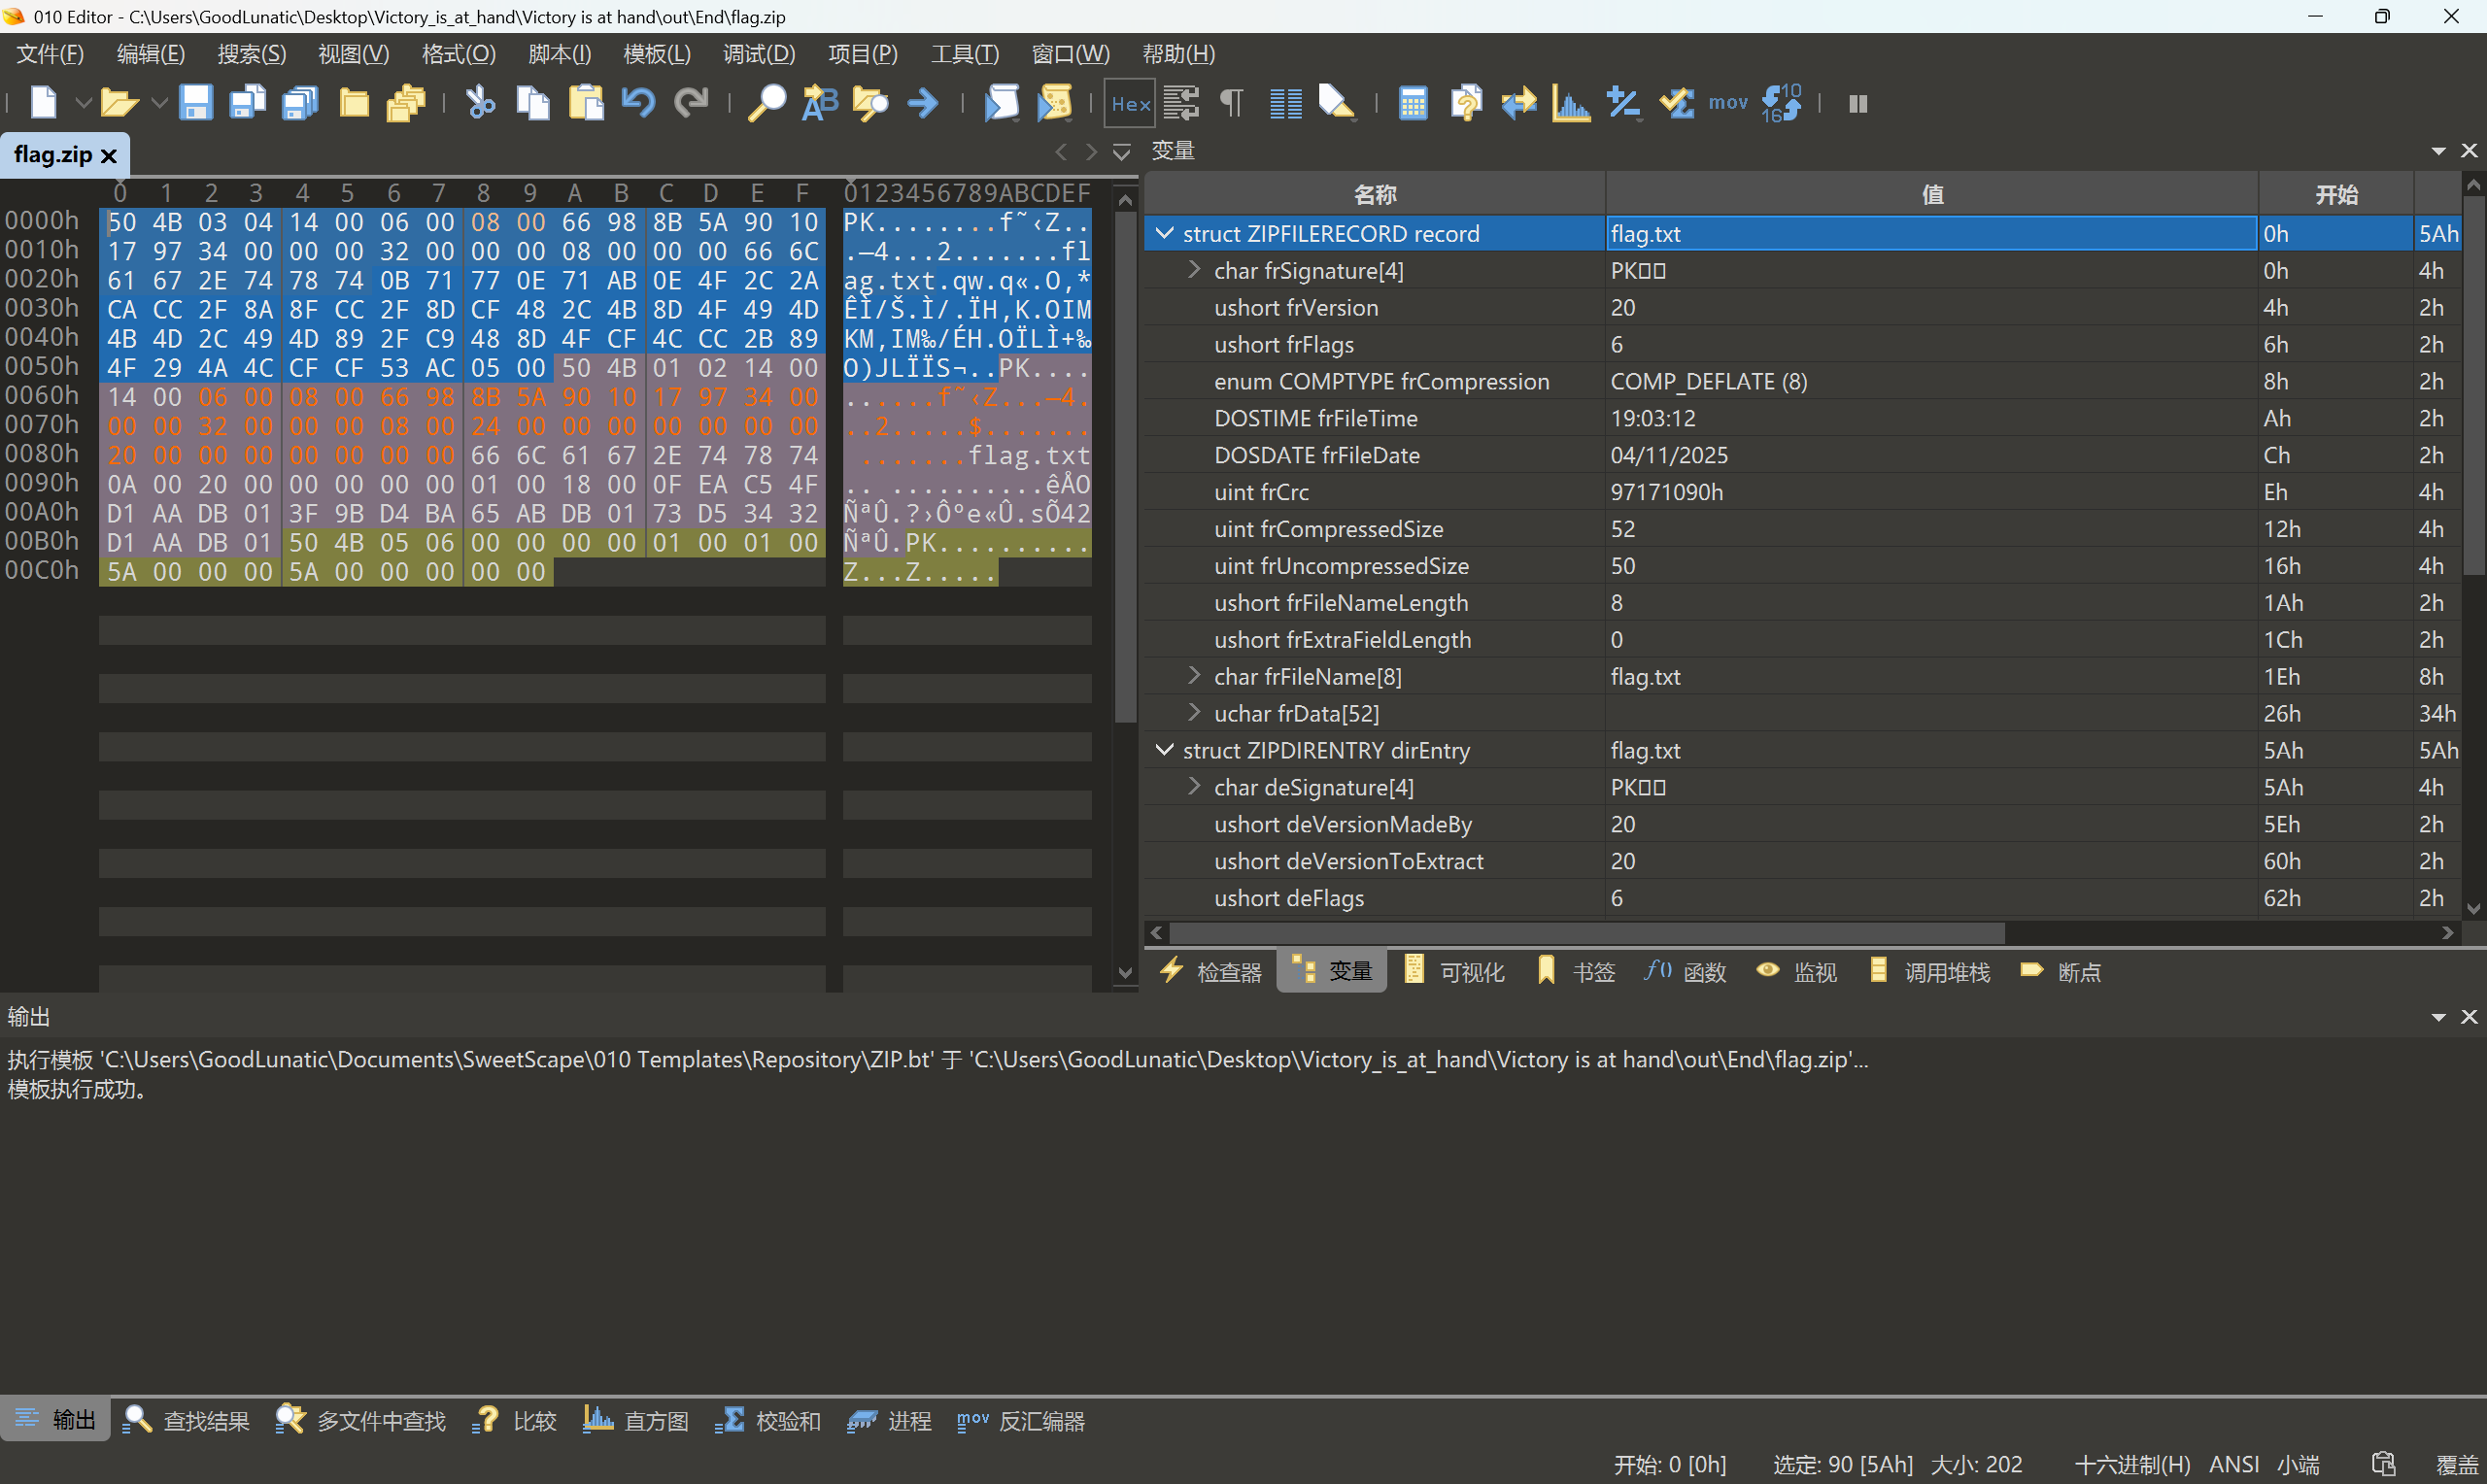 010 Editor - C:\Users\GoodLunatic\Desktop\Victory_is_at_hand\Victory is at hand\out\End\flag.zip
文件(F) 编辑(E) 搜索(S) 视图(V) 格式(O) 脚本(I) 模板(L) 调试(D) 项目(P) 工具(T) 窗口(W) 帮助(H)
Hex mov
flag.zip
变量
0 1 2 3 4 5 6 7 8 9 A B C D E F 0123456789ABCDEF
0000h 50 4B 03 04 14 00 06 00 08 00 66 98 8B 5A 90 10 PK........f˜‹Z..
0010h 17 97 34 00 00 00 32 00 00 00 08 00 00 00 66 6C .—4...2.......fl
0020h 61 67 2E 74 78 74 0B 71 77 0E 71 AB 0E 4F 2C 2A ag.txt.qw.q«.O,*
0030h CA CC 2F 8A 8F CC 2F 8D CF 48 2C 4B 8D 4F 49 4D ÊÌ/Š.Ì/.ÏH,K.OIM
0040h 4B 4D 2C 49 4D 89 2F C9 48 8D 4F CF 4C CC 2B 89 KM,IM‰/ÉH.OÏLÌ+‰
0050h 4F 29 4A 4C CF CF 53 AC 05 00 50 4B 01 02 14 00 O)JLÏÏS¬..PK....
0060h 14 00 06 00 08 00 66 98 8B 5A 90 10 17 97 34 00 ......f˜‹Z...—4.
0070h 00 00 32 00 00 00 08 00 24 00 00 00 00 00 00 00 ..2.....$.......
0080h 20 00 00 00 00 00 00 00 66 6C 61 67 2E 74 78 74 .......flag.txt
0090h 0A 00 20 00 00 00 00 00 01 00 18 00 0F EA C5 4F .. ..........êÅO
00A0h D1 AA DB 01 3F 9B D4 BA 65 AB DB 01 73 D5 34 32 ÑªÛ.?›Ôºe«Û.sÕ42
00B0h D1 AA DB 01 50 4B 05 06 00 00 00 00 01 00 01 00 ÑªÛ.PK..........
00C0h 5A 00 00 00 5A 00 00 00 00 00 Z...Z.....
名称 值 开始
struct ZIPFILERECORD record flag.txt 0h 5Ah
char frSignature[4] PK□□ 0h 4h
ushort frVersion 20 4h 2h
ushort frFlags 6 6h 2h
enum COMPTYPE frCompression COMP_DEFLATE (8) 8h 2h
DOSTIME frFileTime 19:03:12 Ah 2h
DOSDATE frFileDate 04/11/2025 Ch 2h
uint frCrc 97171090h Eh 4h
uint frCompressedSize 52 12h 4h
uint frUncompressedSize 50 16h 4h
ushort frFileNameLength 8 1Ah 2h
ushort frExtraFieldLength 0 1Ch 2h
char frFileName[8] flag.txt 1Eh 8h
uchar frData[52] 26h 34h
struct ZIPDIRENTRY dirEntry flag.txt 5Ah 5Ah
char deSignature[4] PK□□ 5Ah 4h
ushort deVersionMadeBy 20 5Eh 2h
ushort deVersionToExtract 20 60h 2h
ushort deFlags 6 62h 2h
检查器 变量 可视化 书签 函数 监视 调用堆栈 断点
输出
执行模板 'C:\Users\GoodLunatic\Documents\SweetScape\010 Templates\Repository\ZIP.bt' 于 'C:\Users\GoodLunatic\Desktop\Victory_is_at_hand\Victory is at hand\out\End\flag.zip'...
模板执行成功。
输出 查找结果 多文件中查找 比较 直方图 校验和 进程 mov 反汇编器
开始: 0 [0h] 选定: 90 [5Ah] 大小: 202 十六进制(H) ANSI 小端 覆盖